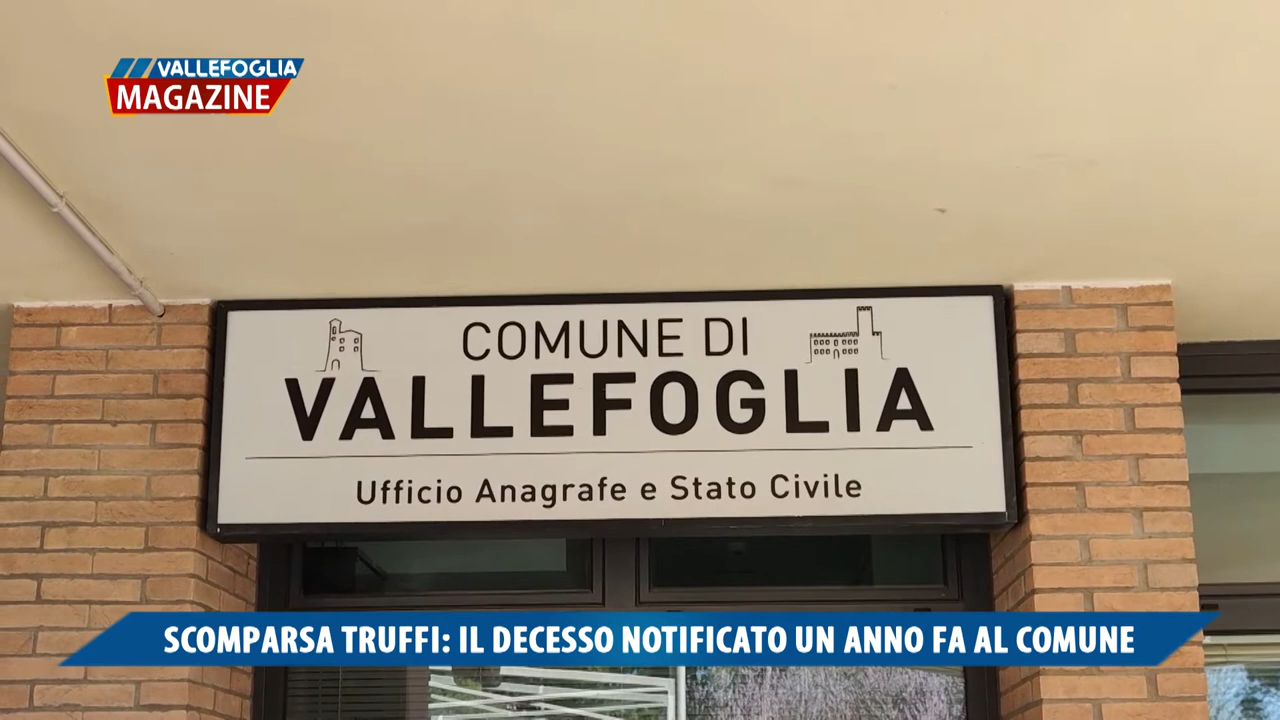 VALLEFOGLIA
MAGAZINE
COMUNE DI
VALLEFOGLIA
Ufficio Anagrafe e Stato Civile
SCOMPARSA TRUFFI: IL DECESSO NOTIFICATO UN ANNO FA AL COMUNE